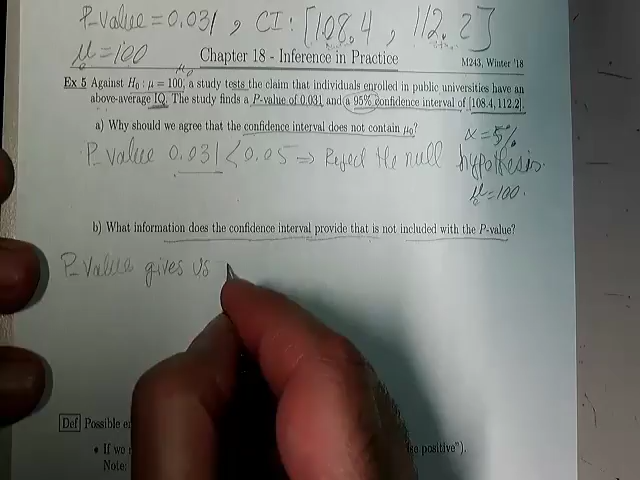 P-value = 0.031 , CI: [108.4 , 112.2]
μ = 100
Chapter 18 - Inference in Practice
M243, Winter '18
μ₀
Ex 5 Against H₀ : μ = 100, a study tests the claim that individuals enrolled in public universities have an
above-average IQ. The study finds a P-value of 0.031 and a 95% confidence interval of [108.4, 112.2].
a) Why should we agree that the confidence interval does not contain μ₀?
α = 5%
P value 0.031 < 0.05 ⇒ Reject the null hypothesis.
μ₀ = 100.
b) What information does the confidence interval provide that is not included with the P-value?
P-Value gives us
Def Possible
• If
se positive").
Note: